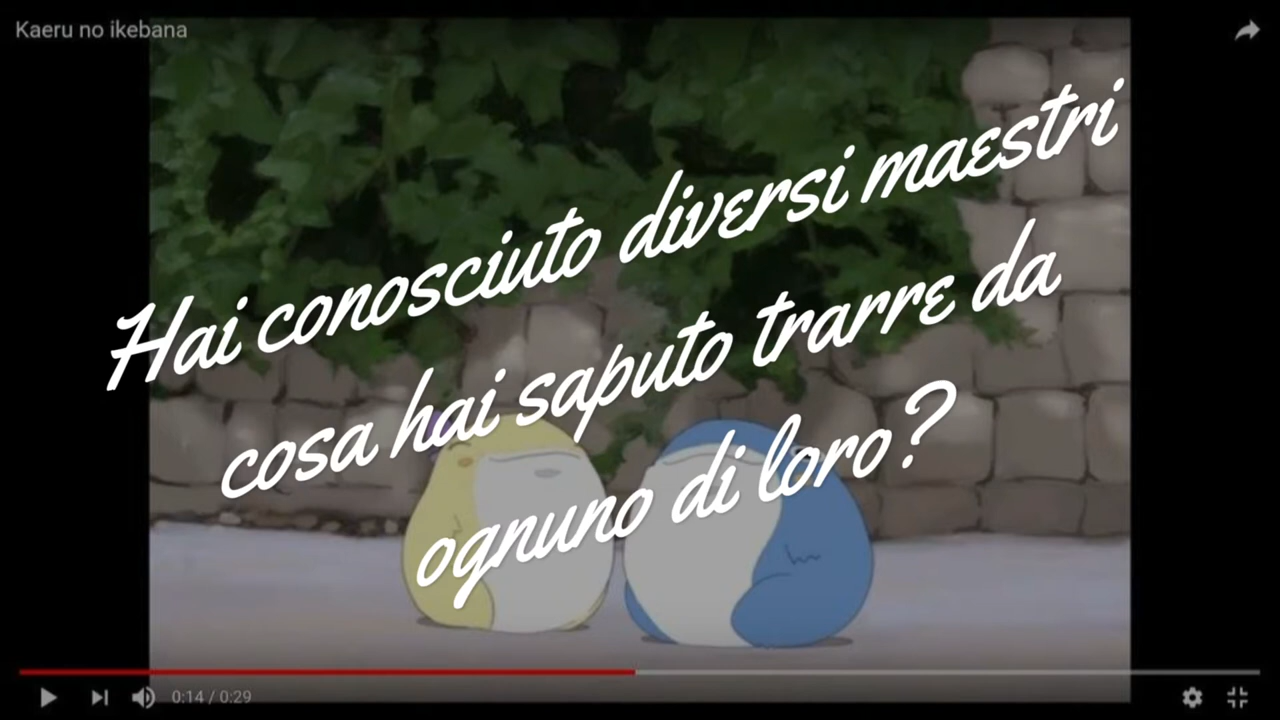 Kaeru no ikebana
Hai conosciuto diversi maestri
cosa hai saputo trarre da
ognuno di loro?
0:14 / 0:29